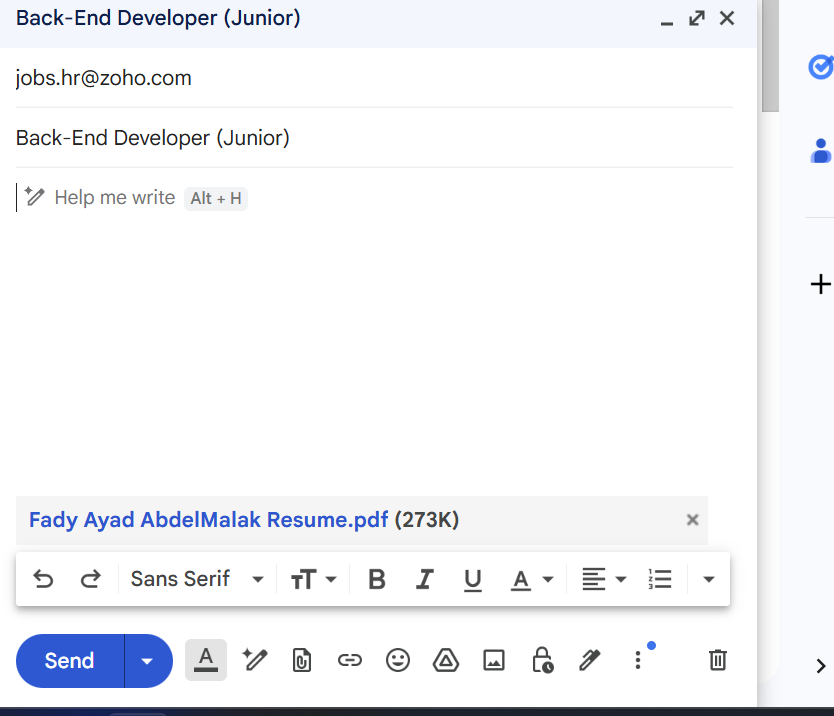 Back-End Developer (Junior)
jobs.hr@zoho.com
Back-End Developer (Junior)
Help me write Alt + H
Fady Ayad AbdelMalak Resume.pdf (273K)
Sans Serif
Send